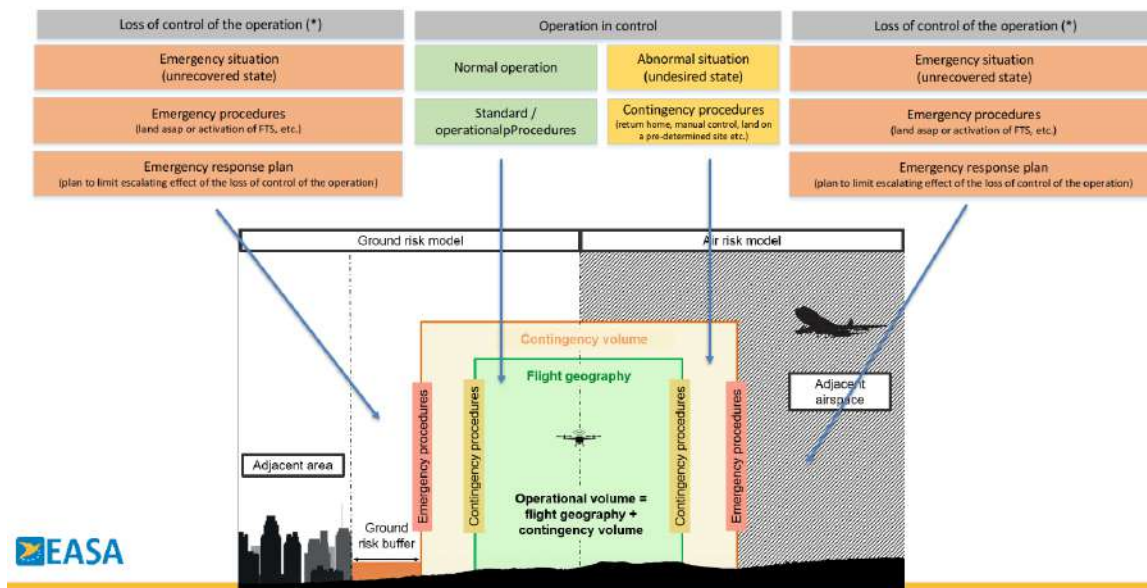 Loss of control of the operation (*)
Operation in control
Loss of control of the operation (*)
Emergency situation
(unrecovered state)
Normal operation
Abnormal situation
(undesired state)
Emergency situation
(unrecovered state)
Emergency procedures
(land asap or activation of FTS, etc.)
Standard /
operationalpProcedures
Contingency procedures
(return home, manual control, land on
a pre-determined site etc.)
Emergency procedures
(land asap or activation of FTS, etc.)
Emergency response plan
(plan to limit escalating effect of the loss of control of the operation)
Emergency response plan
(plan to limit escalating effect of the loss of control of the operation)
Ground risk model
Air risk model
Contingency volume
Flight geography
Emergency procedures
Contingency procedures
Contingency procedures
Emergency procedures
Adjacent
airspace
Adjacent area
Operational volume =
flight geography +
contingency volume
Ground
risk buffer
EASA